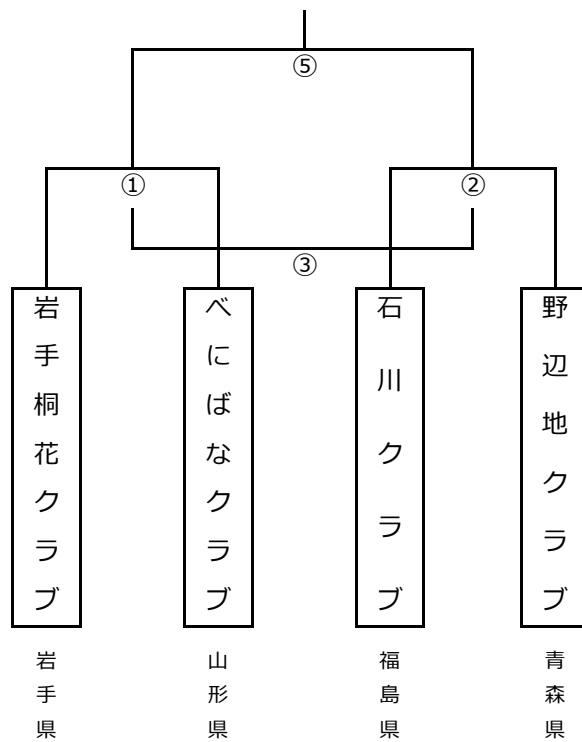 ⑤
①
②
③
岩手桐花クラブ
べにばなクラブ
石川クラブ
野辺地クラブ
岩手県
山形県
福島県
青森県